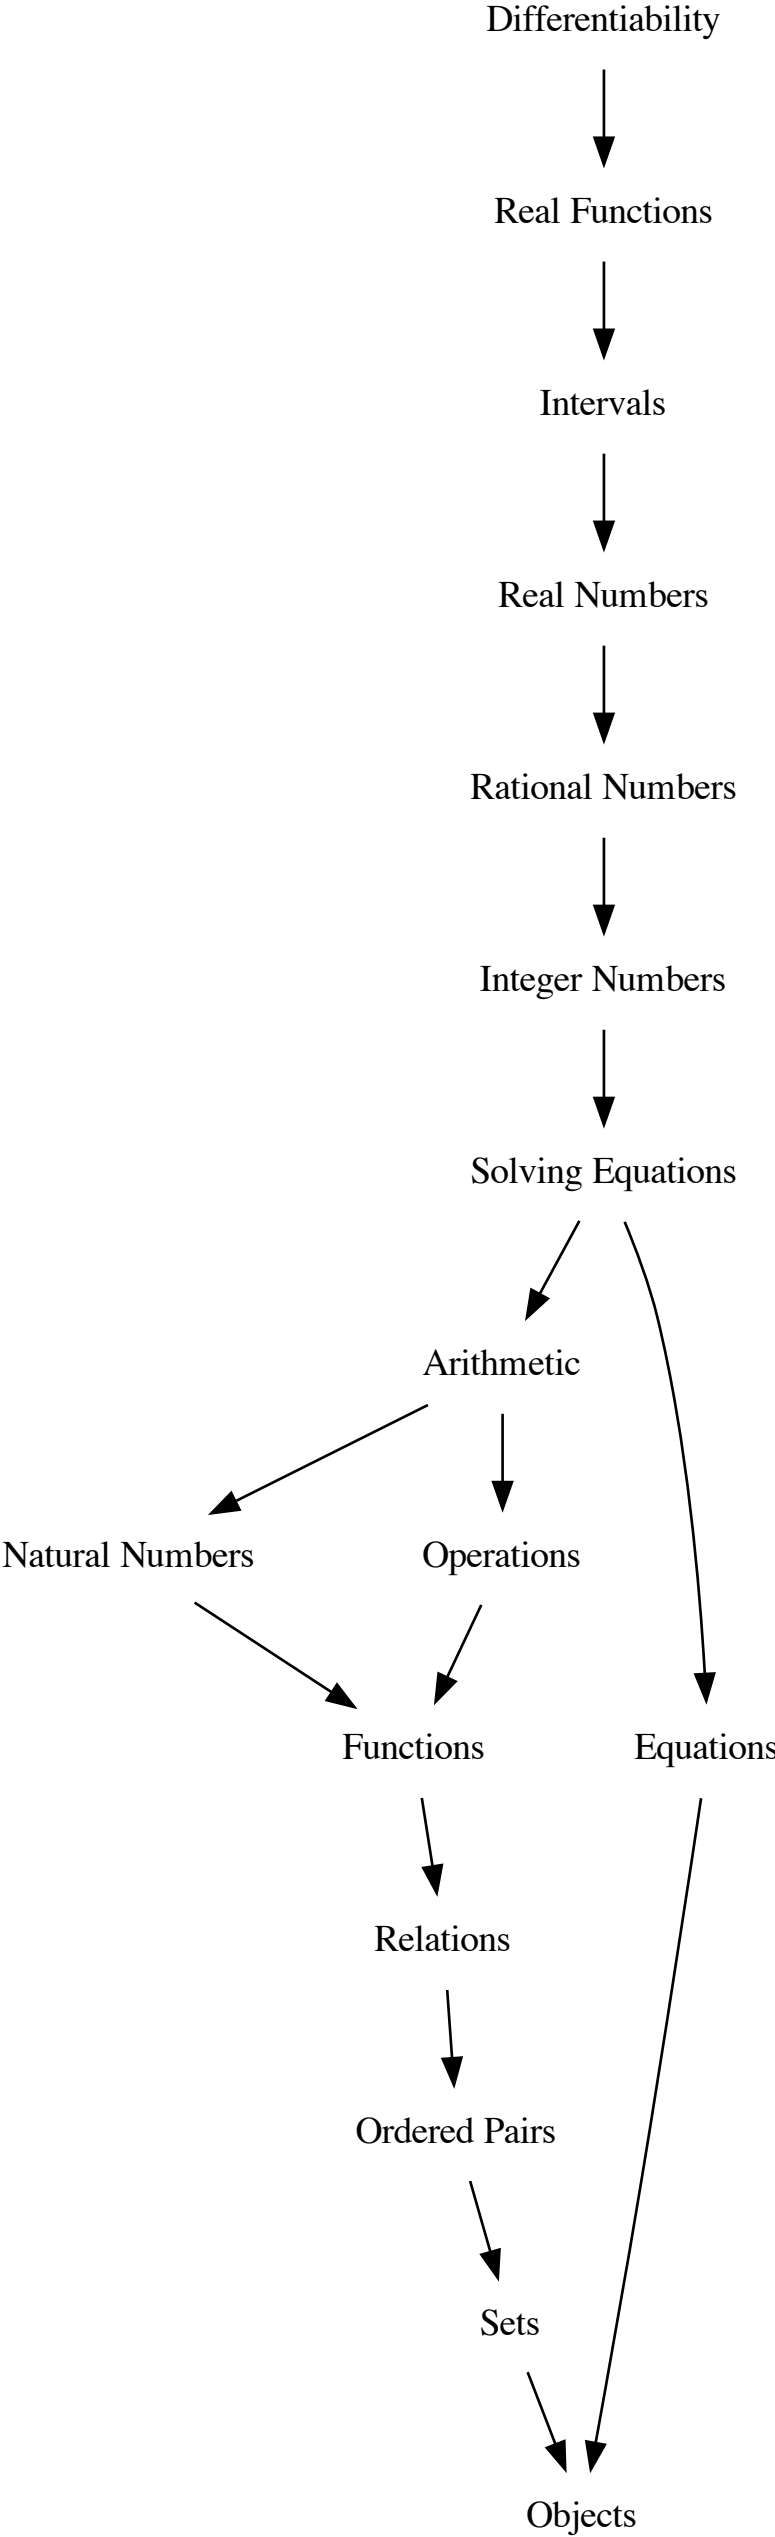 Differentiability
Real Functions
Intervals
Real Numbers
Rational Numbers
Integer Numbers
Solving Equations
Arithmetic
Natural Numbers
Operations
Functions
Equations
Relations
Ordered Pairs
Sets
Objects